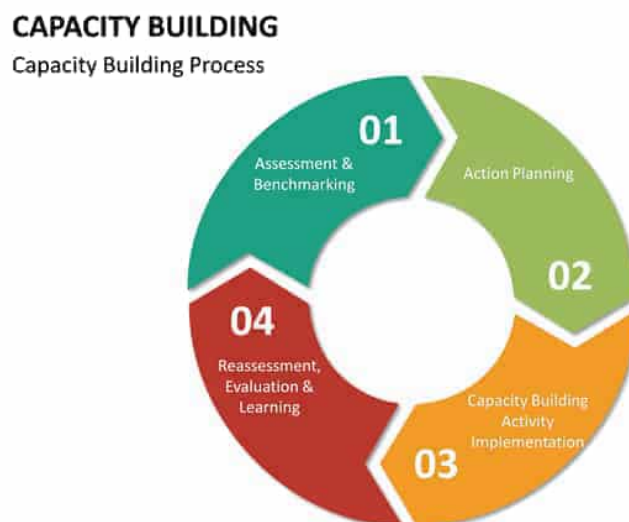 CAPACITY BUILDING
Capacity Building Process
01
Assessment &
Benchmarking
Action Planning
02
Capacity Building
Activity
Implementation
03
04
Reassessment,
Evaluation &
Learning